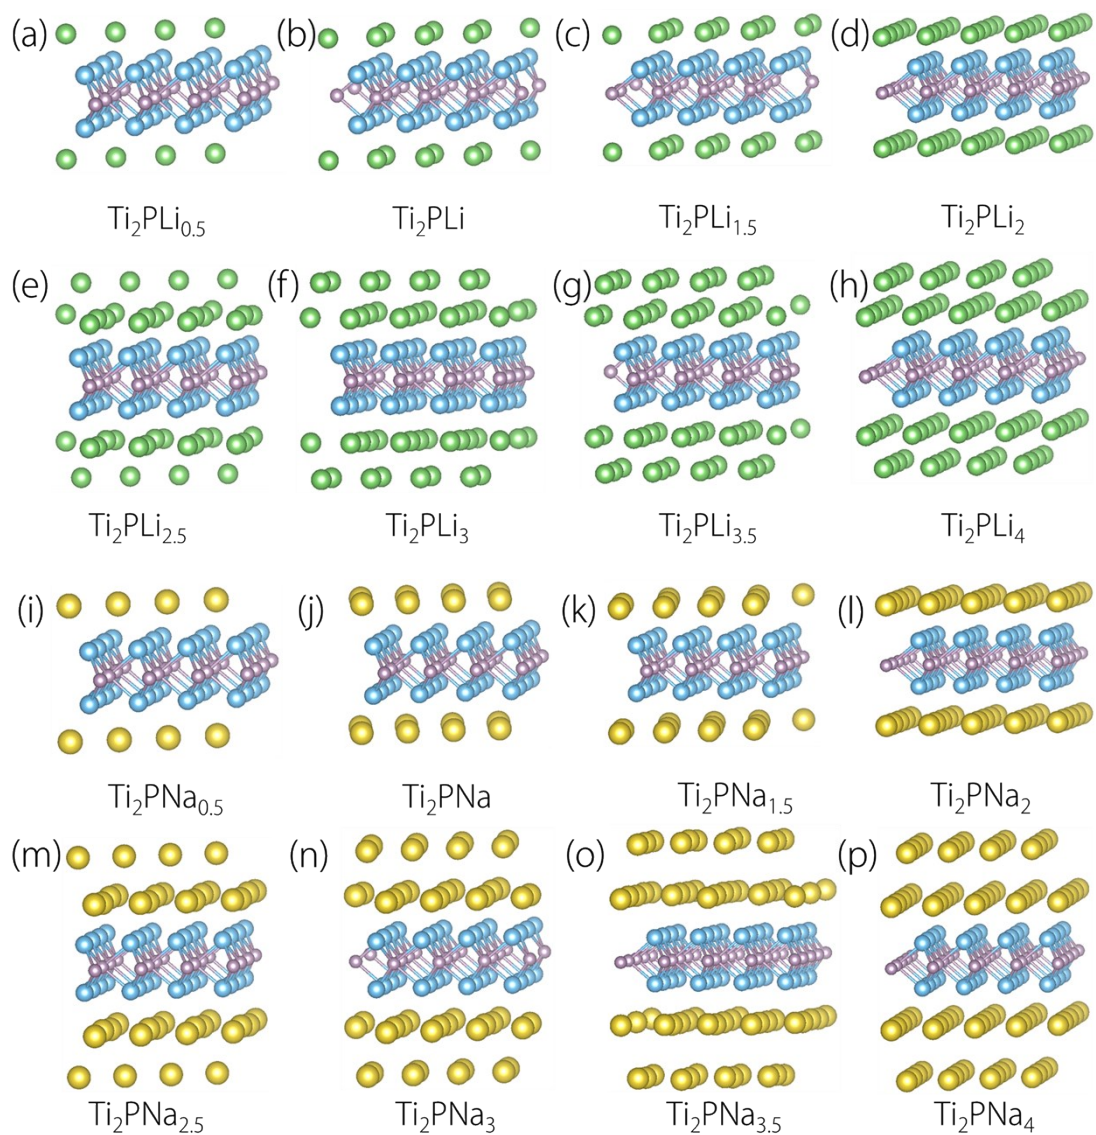 (a) (b) (c) (d)
Ti₂PLi₀.₅ Ti₂PLi Ti₂PLi₁.₅ Ti₂PLi₂
(e) (f) (g) (h)
Ti₂PLi₂.₅ Ti₂PLi₃ Ti₂PLi₃.₅ Ti₂PLi₄
(i) (j) (k) (l)
Ti₂PNa₀.₅ Ti₂PNa Ti₂PNa₁.₅ Ti₂PNa₂
(m) (n) (o) (p)
Ti₂PNa₂.₅ Ti₂PNa₃ Ti₂PNa₃.₅ Ti₂PNa₄